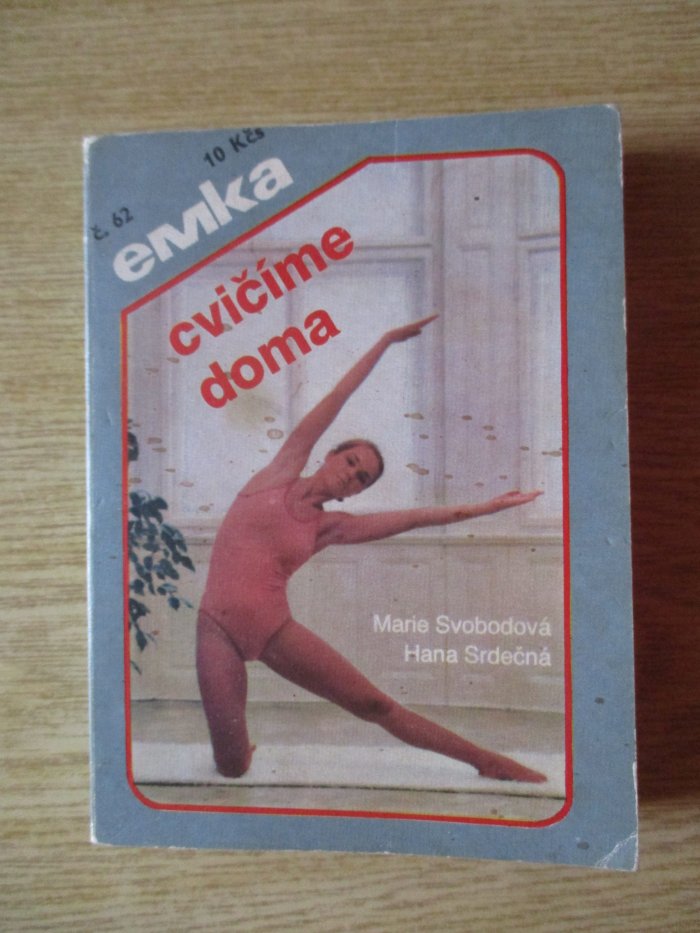 č. 62
10 Kčs
emka
cvičíme
doma
Marie Svobodová
Hana Srdečná